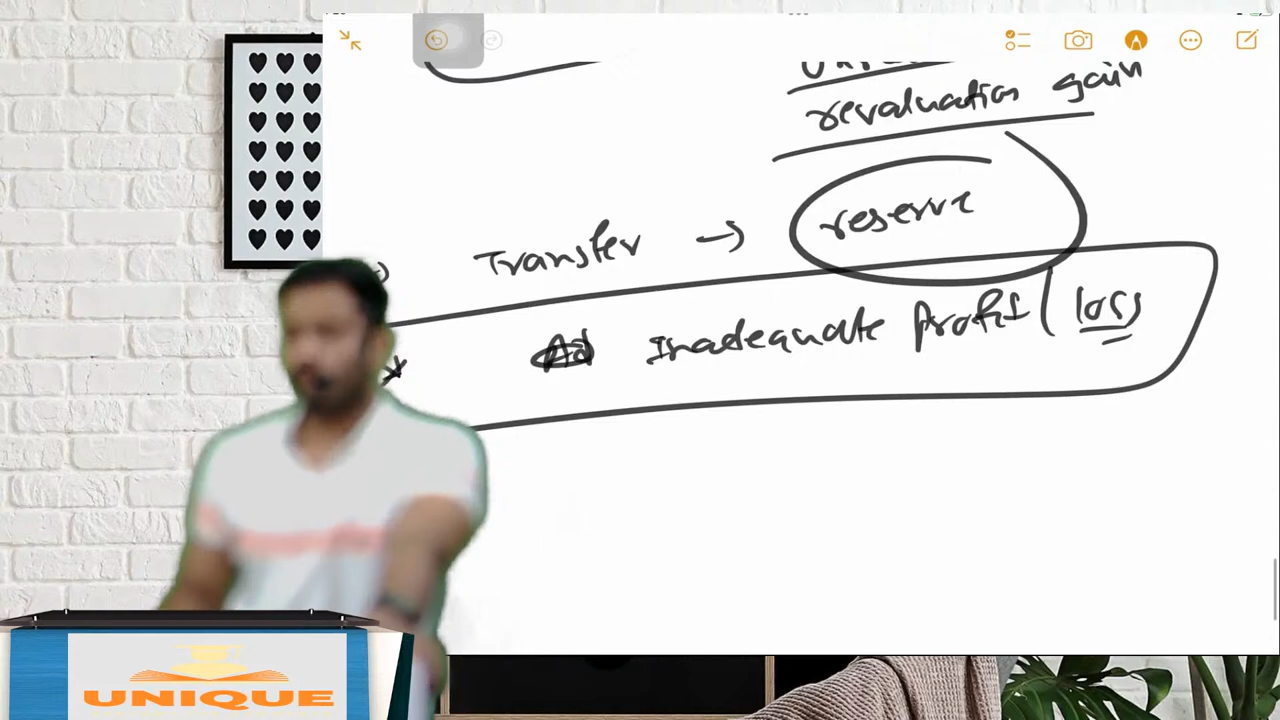 revaluation gain
Transfer → reserve
Inadequate Profit / loss
UNIQUE